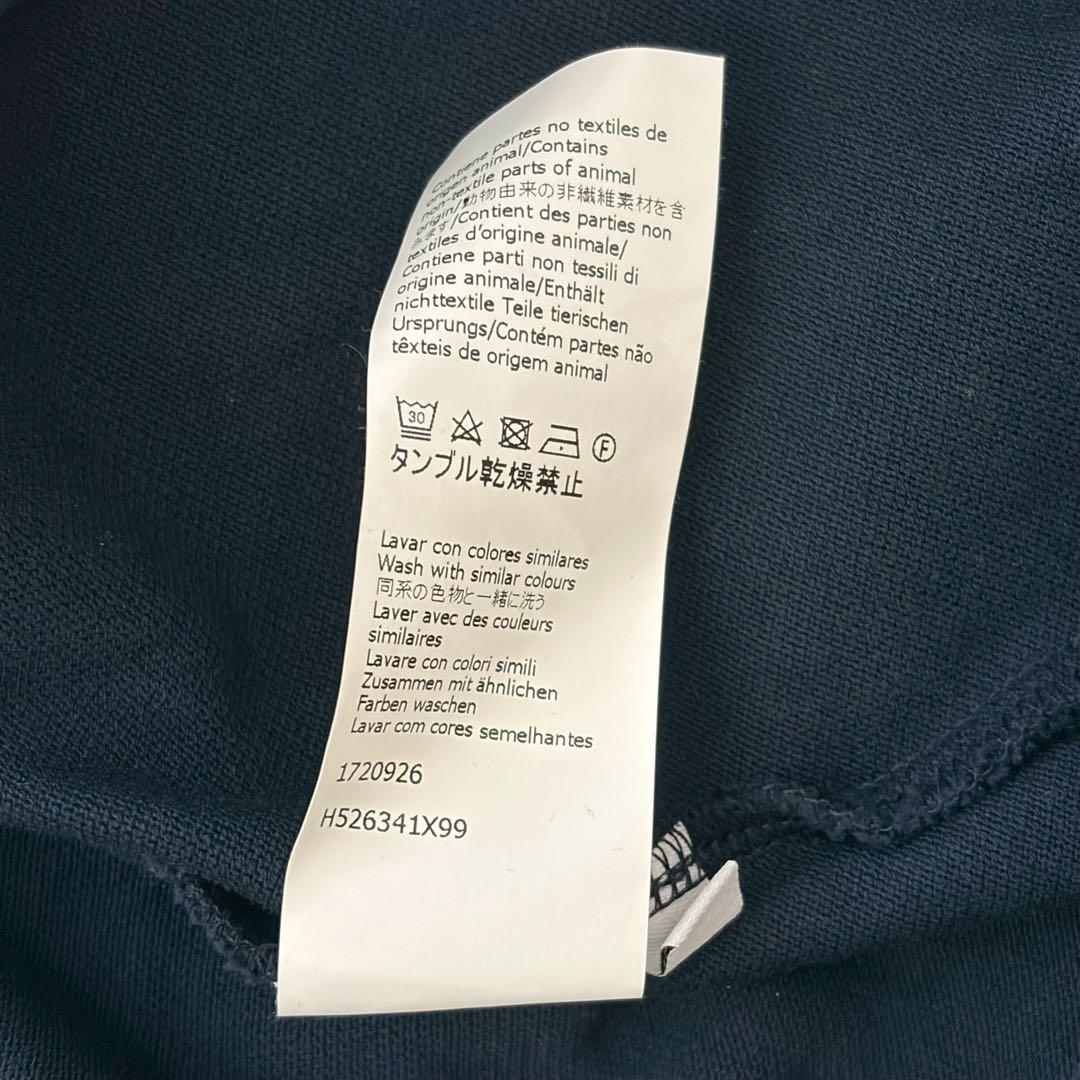 Contiene partes no textiles de
origen animal/Contains
non-textile parts of animal
origin/動物由来の非繊維素材を含
みます/Contient des parties non
textiles d'origine animale/
Contiene parti non tessili di
origine animale/Enthält
nichttextile Teile tierischen
Ursprungs/Contém partes não
têxteis de origem animal
30
F
タンブル乾燥禁止
Lavar con colores similares
Wash with similar colours
同系の色物と一緒に洗う
Laver avec des couleurs
similaires
Lavare con colori simili
Zusammen mit ähnlichen
Farben waschen
Lavar com cores semelhantes
1720926
H526341X99